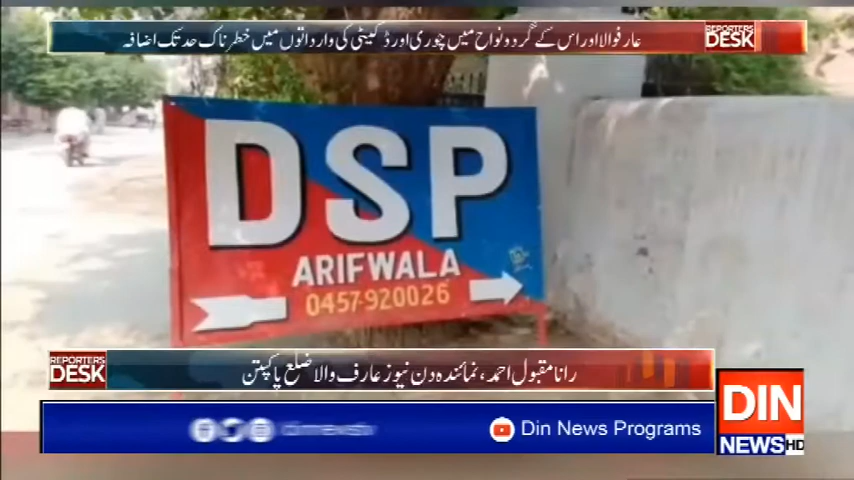 عارفوالا اور اس کے گردونواح میں چوری اور ڈکیتی کی وارداتوں میں خطرناک حد تک اضافہ
REPORTERS DESK
DSP
ARIFWALA
0457-920026
REPORTERS DESK
رانا مقبول احمد، نمائندہ دن نیوز عارف والا ضلع پاکپتن
dinnewstv
Din News Programs
DIN
NEWS HD